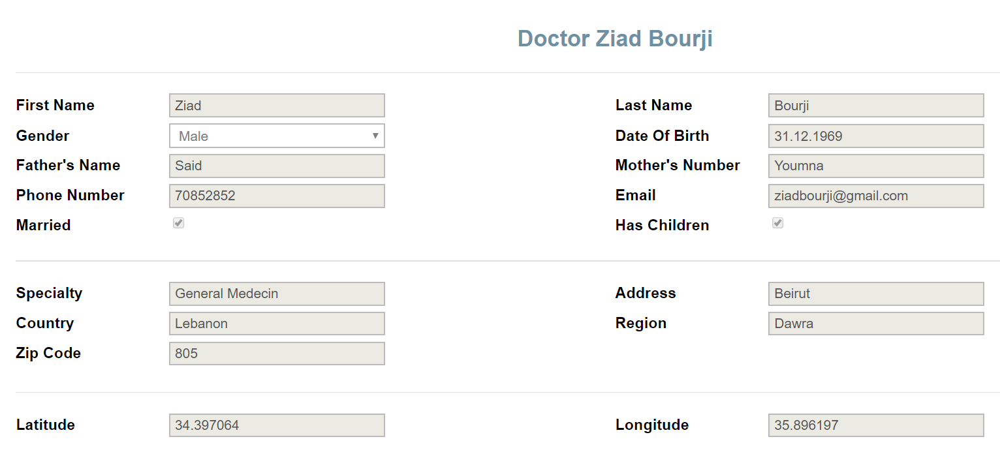 Doctor Ziad Bourji
First Name Ziad Last Name Bourji
Gender Male Date Of Birth 31.12.1969
Father's Name Said Mother's Number Youmna
Phone Number 70852852 Email ziadbourji@gmail.com
Married Has Children
Specialty General Medecin Address Beirut
Country Lebanon Region Dawra
Zip Code 805
Latitude 34.397064 Longitude 35.896197